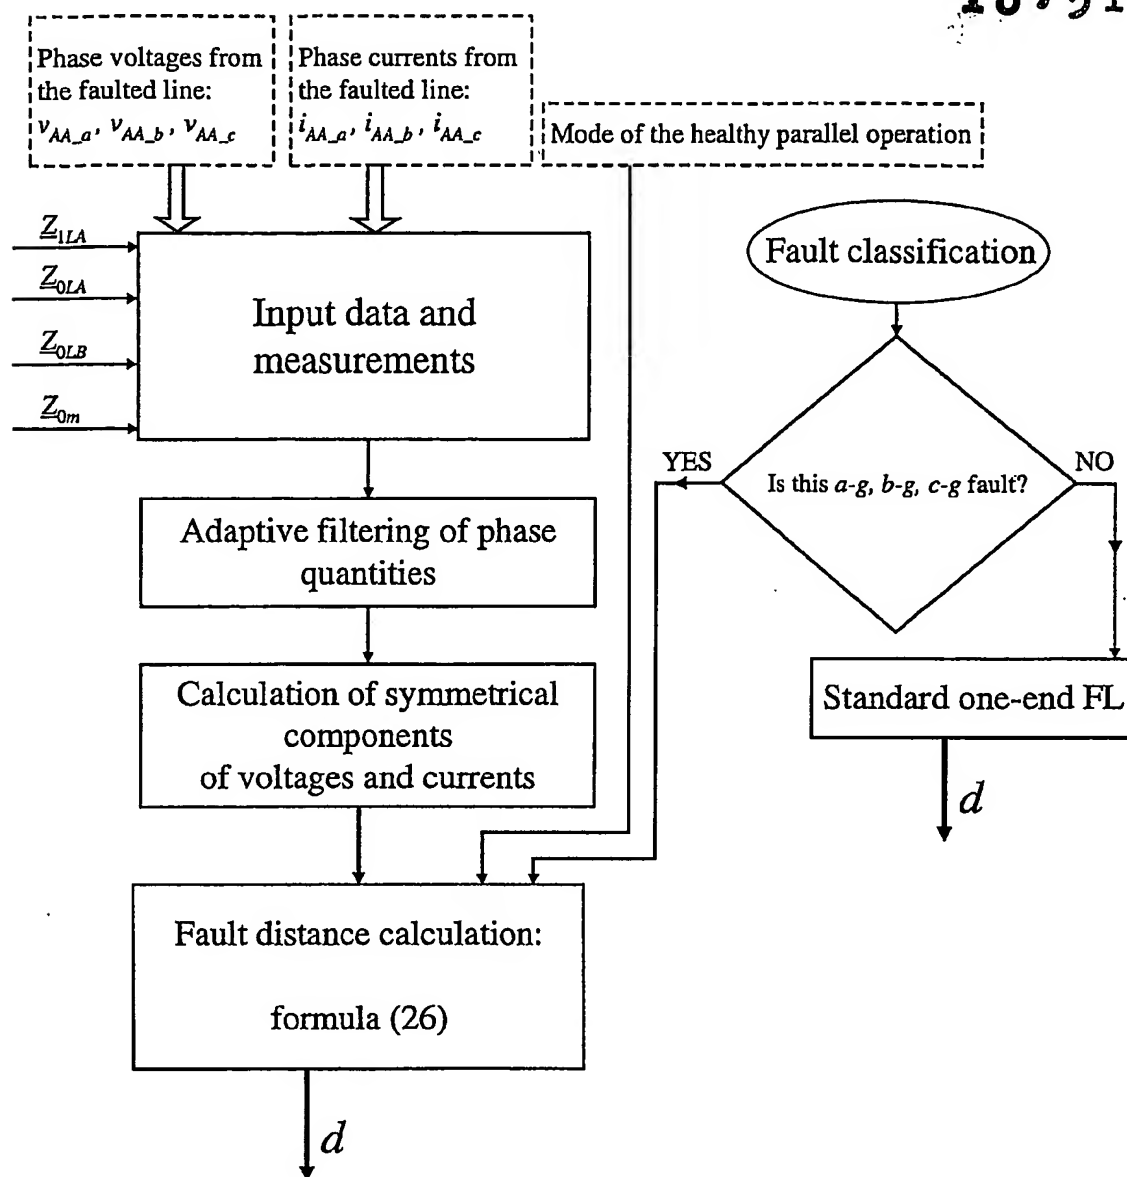 Phase voltages from
the faulted line:
v_AA_a, v_AA_b, v_AA_c
Phase currents from
the faulted line:
i_AA_a, i_AA_b, i_AA_c
Mode of the healthy parallel operation
Z_1LA
Z_0LA
Z_0LB
Z_0m
Input data and
measurements
Fault classification
YES
Is this a-g, b-g, c-g fault?
NO
Adaptive filtering of phase
quantities
Calculation of symmetrical
components
of voltages and currents
Standard one-end FL
d
Fault distance calculation:
formula (26)
d